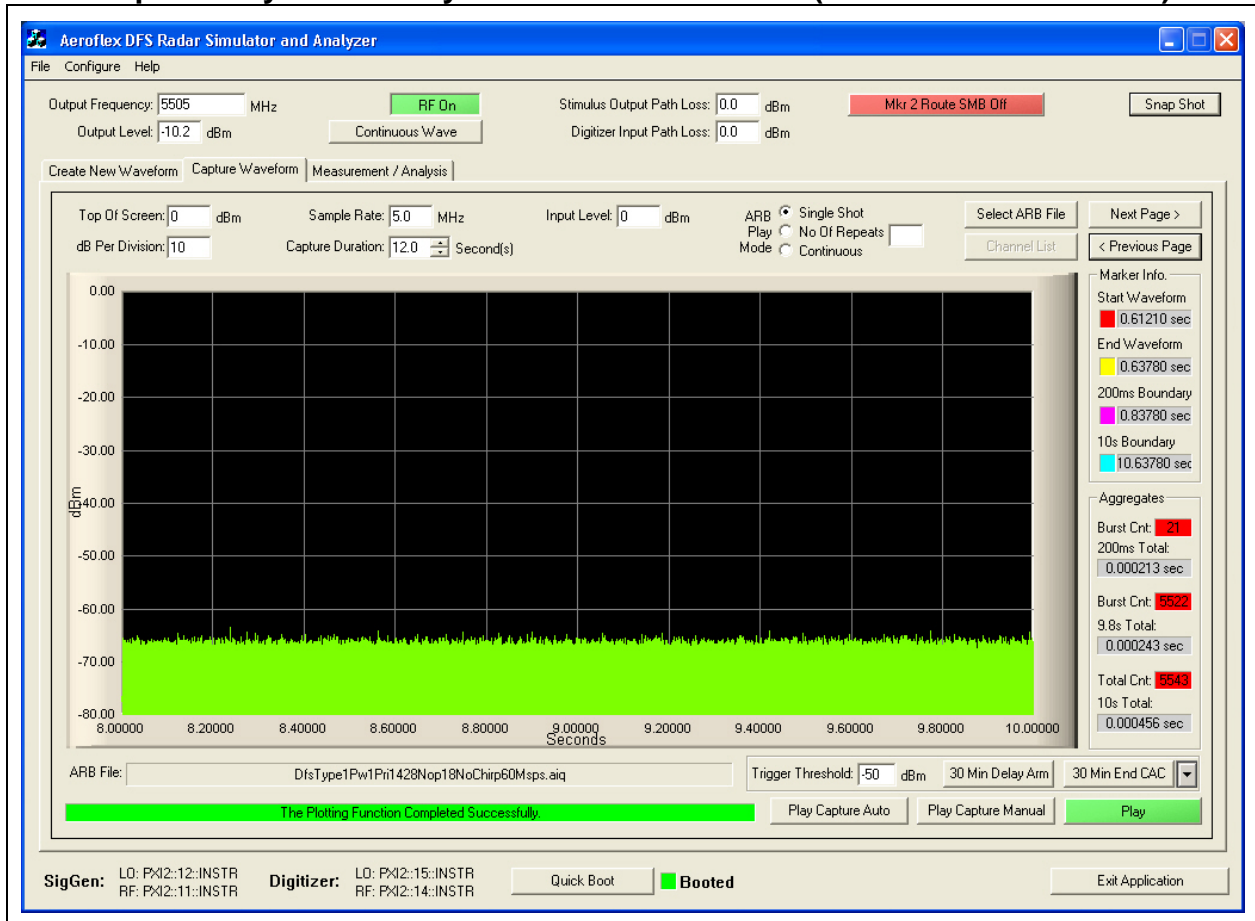 Aeroflex DFS Radar Simulator and Analyzer
File Configure Help
Output Frequency: 5505 MHz
RF On
Stimulus Output Path Loss: 0.0 dBm
Mkr 2 Route SMB Off
Snap Shot
Output Level: -10.2 dBm
Continuous Wave
Digitizer Input Path Loss: 0.0 dBm
Create New Waveform Capture Waveform Measurement / Analysis
Top Of Screen: 0 dBm
Sample Rate: 5.0 MHz
Input Level: 0 dBm
ARB Play Mode
Single Shot
No Of Repeats
Continuous
Select ARB File
Next Page >
dB Per Division: 10
Capture Duration: 12.0 Second(s)
Channel List
< Previous Page
0.00
-10.00
-20.00
-30.00
-40.00
-50.00
-60.00
-70.00
-80.00
dBm
8.00000 8.20000 8.40000 8.60000 8.80000 9.00000 9.20000 9.40000 9.60000 9.80000 10.00000
Seconds
Marker Info.
Start Waveform
0.61210 sec
End Waveform
0.63780 sec
200ms Boundary
0.83780 sec
10s Boundary
10.63780 sec
Aggregates
Burst Cnt: 21
200ms Total:
0.000213 sec
Burst Cnt: 5522
9.8s Total:
0.000243 sec
Total Cnt: 5543
10s Total:
0.000456 sec
ARB File: DfsType1Pw1Pri1428Nop18NoChirp60Msps.aiq
Trigger Threshold: -50 dBm
30 Min Delay Arm
30 Min End CAC
The Plotting Function Completed Successfully.
Play Capture Auto
Play Capture Manual
Play
SigGen: LO: PXI2::12::INSTR
RF: PXI2::11::INSTR
Digitizer: LO: PXI2::15::INSTR
RF: PXI2::14::INSTR
Quick Boot
Booted
Exit Application